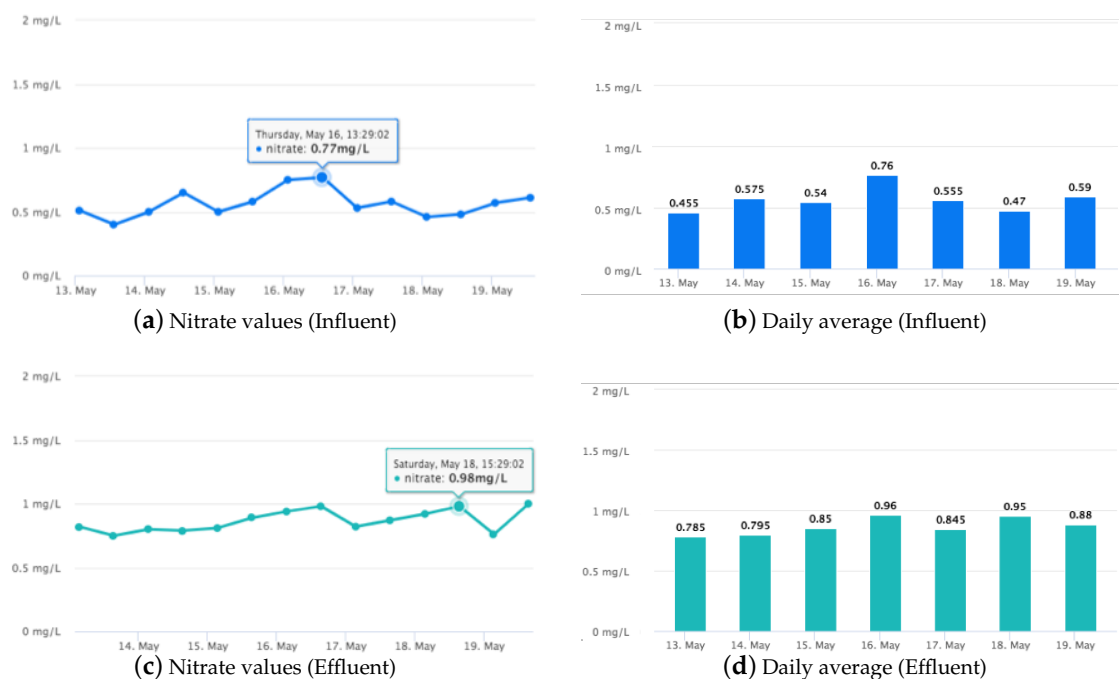 2 mg/L
1.5 mg/L
1 mg/L
0.5 mg/L
0 mg/L
Thursday, May 16, 13:29:02
● nitrate: 0.77mg/L
13. May 14. May 15. May 16. May 17. May 18. May 19. May
(a) Nitrate values (Influent)
2 mg/L
1.5 mg/L
1 mg/L
0.5 mg/L
0 mg/L
0.455 0.575 0.54 0.76 0.555 0.47 0.59
13. May 14. May 15. May 16. May 17. May 18. May 19. May
(b) Daily average (Influent)
2 mg/L
1.5 mg/L
1 mg/L
0.5 mg/L
0 mg/L
Saturday, May 18, 15:29:02
● nitrate: 0.98mg/L
14. May 15. May 16. May 17. May 18. May 19. May
(c) Nitrate values (Effluent)
2 mg/L
1.5 mg/L
1 mg/L
0.5 mg/L
0 mg/L
0.785 0.795 0.85 0.96 0.845 0.95 0.88
13. May 14. May 15. May 16. May 17. May 18. May 19. May
(d) Daily average (Effluent)